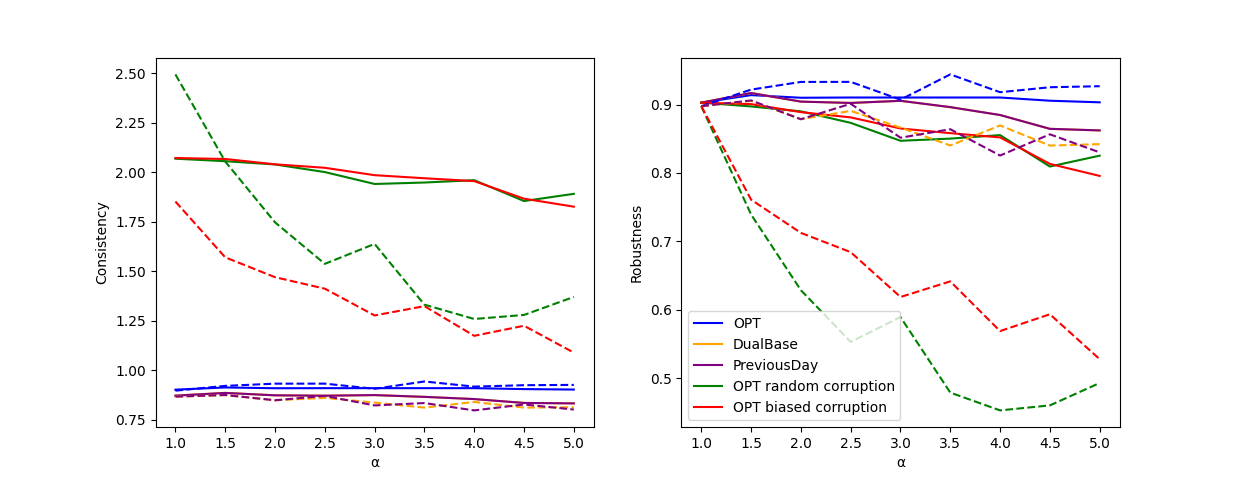 Consistency
2.50
2.25
2.00
1.75
1.50
1.25
1.00
0.75
1.0 1.5 2.0 2.5 3.0 3.5 4.0 4.5 5.0
α
Robustness
0.9
0.8
0.7
0.6
0.5
OPT
DualBase
PreviousDay
OPT random corruption
OPT biased corruption
1.0 1.5 2.0 2.5 3.0 3.5 4.0 4.5 5.0
α